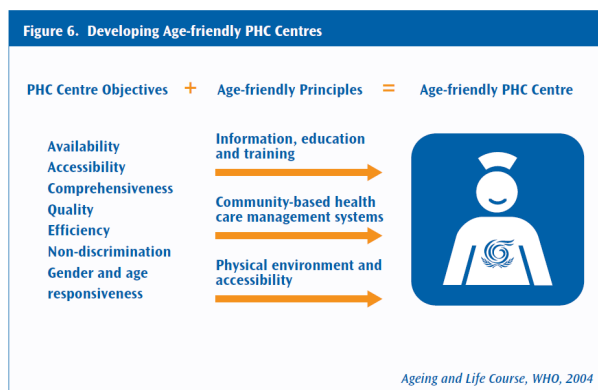 Figure 6. Developing Age-friendly PHC Centres
PHC Centre Objectives + Age-friendly Principles = Age-friendly PHC Centre
Availability
Accessibility
Comprehensiveness
Quality
Efficiency
Non-discrimination
Gender and age
responsiveness
Information, education
and training
Community-based health
care management systems
Physical environment and
accessibility
Ageing and Life Course, WHO, 2004